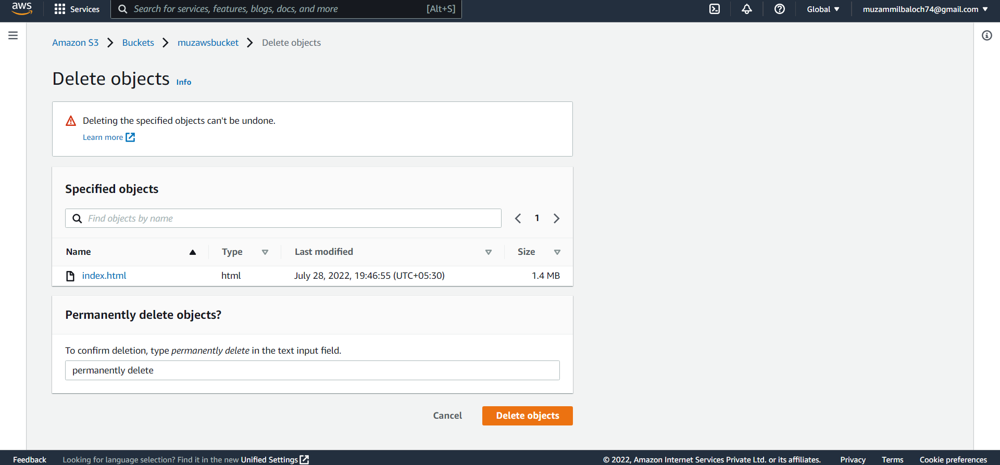 aws Services Search for services, features, blogs, docs, and more [Alt+S] Global muzammilbaloch74@gmail.com
Amazon S3 Buckets muzawsbucket Delete objects
Delete objects Info
Deleting the specified objects can't be undone.
Learn more
Specified objects
Find objects by name 1
Name Type Last modified Size
index.html html July 28, 2022, 19:46:55 (UTC+05:30) 1.4 MB
Permanently delete objects?
To confirm deletion, type permanently delete in the text input field.
permanently delete
Cancel Delete objects
Feedback Looking for language selection? Find it in the new Unified Settings © 2022, Amazon Internet Services Private Ltd. or its affiliates. Privacy Terms Cookie preferences